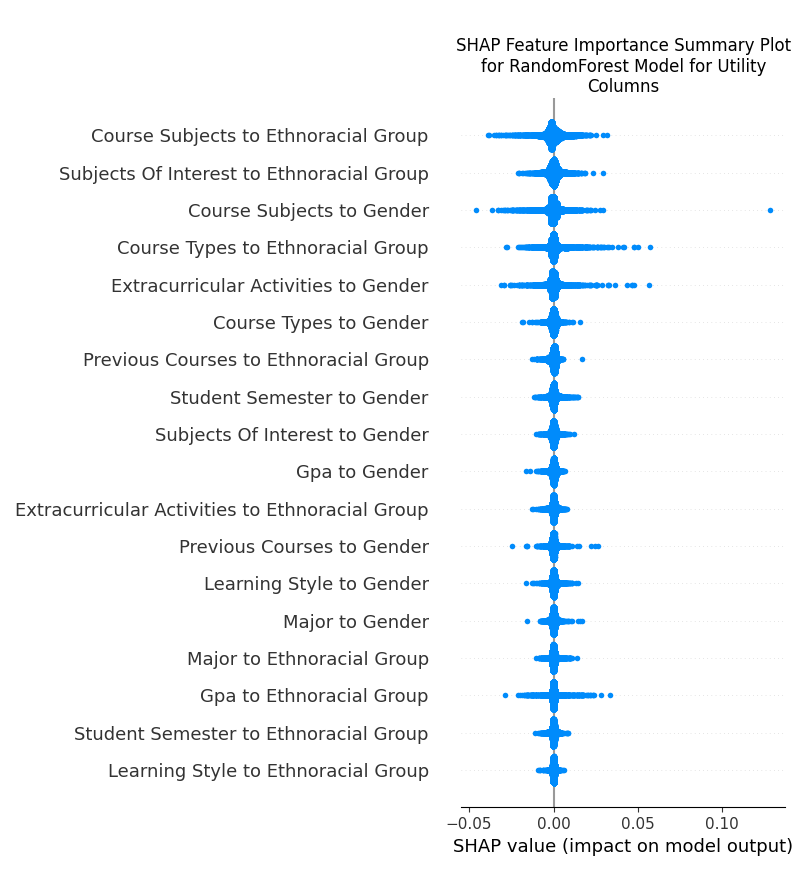 SHAP Feature Importance Summary Plot
for RandomForest Model for Utility
Columns
Course Subjects to Ethnoracial Group
Subjects Of Interest to Ethnoracial Group
Course Subjects to Gender
Course Types to Ethnoracial Group
Extracurricular Activities to Gender
Course Types to Gender
Previous Courses to Ethnoracial Group
Student Semester to Gender
Subjects Of Interest to Gender
Gpa to Gender
Extracurricular Activities to Ethnoracial Group
Previous Courses to Gender
Learning Style to Gender
Major to Gender
Major to Ethnoracial Group
Gpa to Ethnoracial Group
Student Semester to Ethnoracial Group
Learning Style to Ethnoracial Group
−0.05 0.00 0.05 0.10
SHAP value (impact on model output)